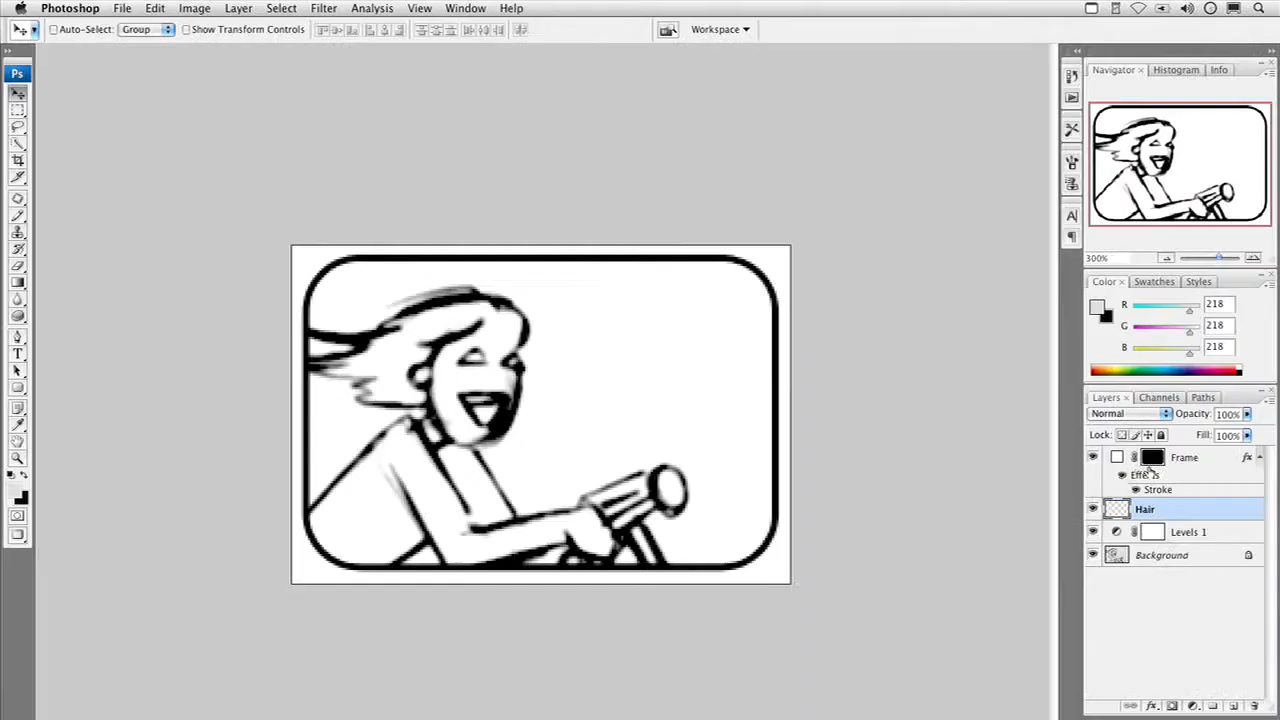 Photoshop File Edit Image Layer Select Filter Analysis View Window Help
Auto-Select: Group Show Transform Controls Workspace
Ps
Navigator × Histogram Info
300%
Color × Swatches Styles
R 218
G 218
B 218
Layers × Channels Paths
Normal Opacity: 100%
Lock: Fill: 100%
Frame fx
Effects
Stroke
Hair
Levels 1
Background
T
A